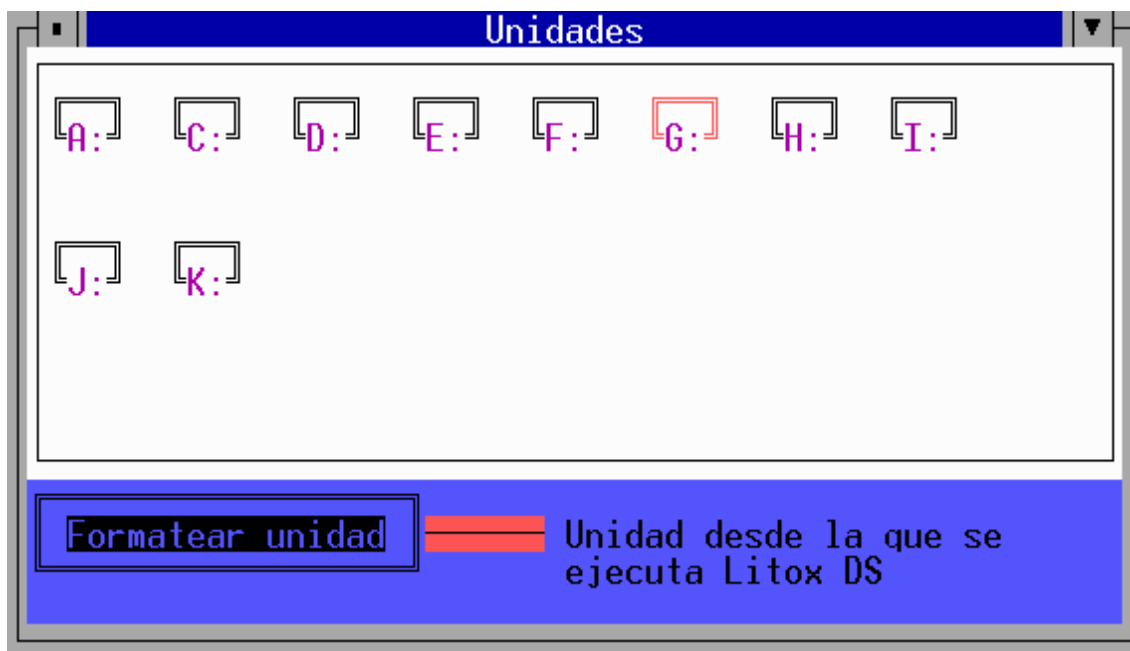 Unidades
A: C: D: E: F: G: H: I:
J: K:
Formatear unidad Unidad desde la que se
ejecuta Litox DS